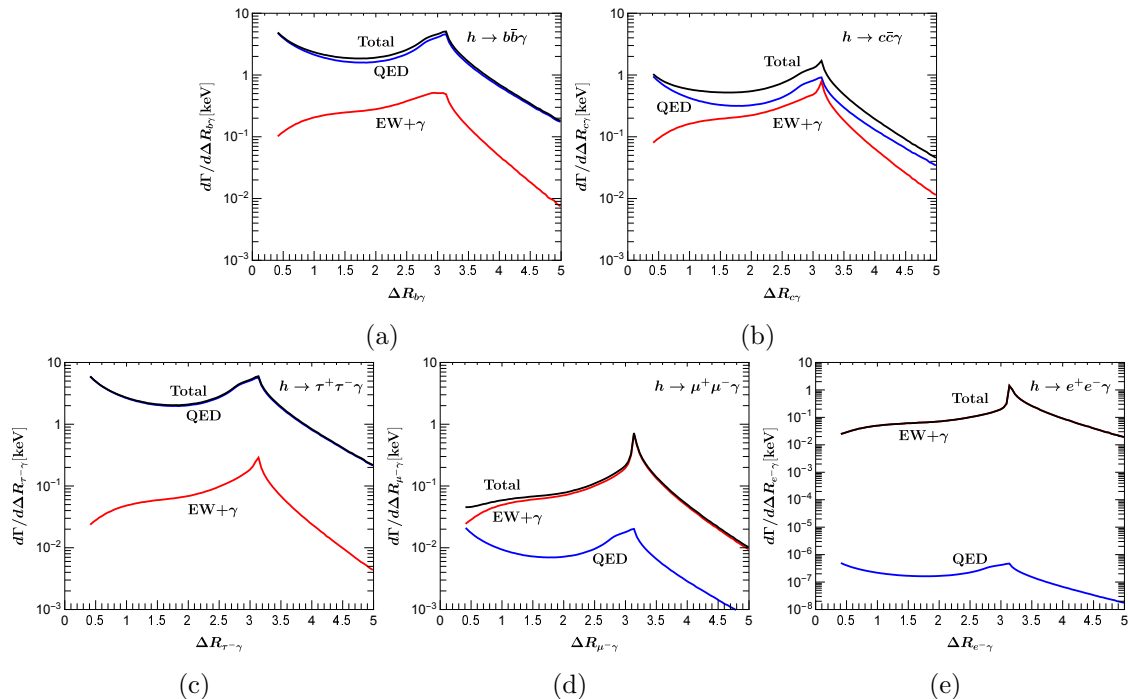 10
1
10⁻¹
10⁻²
10⁻³
0 0.5 1 1.5 2 2.5 3 3.5 4 4.5 5
dΓ/dΔR_{bγ}[keV]
ΔR_{bγ}
h → bb̄γ
Total
QED
EW+γ
(a)
10
1
10⁻¹
10⁻²
10⁻³
0 0.5 1 1.5 2 2.5 3 3.5 4 4.5 5
dΓ/dΔR_{cγ}[keV]
ΔR_{cγ}
h → cc̄γ
Total
QED
EW+γ
(b)
10
1
10⁻¹
10⁻²
10⁻³
0 0.5 1 1.5 2 2.5 3 3.5 4 4.5 5
dΓ/dΔR_{τ⁻γ}[keV]
ΔR_{τ⁻γ}
h → τ⁺τ⁻γ
Total
QED
EW+γ
(c)
10
1
10⁻¹
10⁻²
10⁻³
0 0.5 1 1.5 2 2.5 3 3.5 4 4.5 5
dΓ/dΔR_{μ⁻γ}[keV]
ΔR_{μ⁻γ}
h → μ⁺μ⁻γ
Total
EW+γ
QED
(d)
10
1
10⁻¹
10⁻²
10⁻³
10⁻⁴
10⁻⁵
10⁻⁶
10⁻⁷
10⁻⁸
0 0.5 1 1.5 2 2.5 3 3.5 4 4.5 5
dΓ/dΔR_{e⁻γ}[keV]
ΔR_{e⁻γ}
h → e⁺e⁻γ
Total
EW+γ
QED
(e)